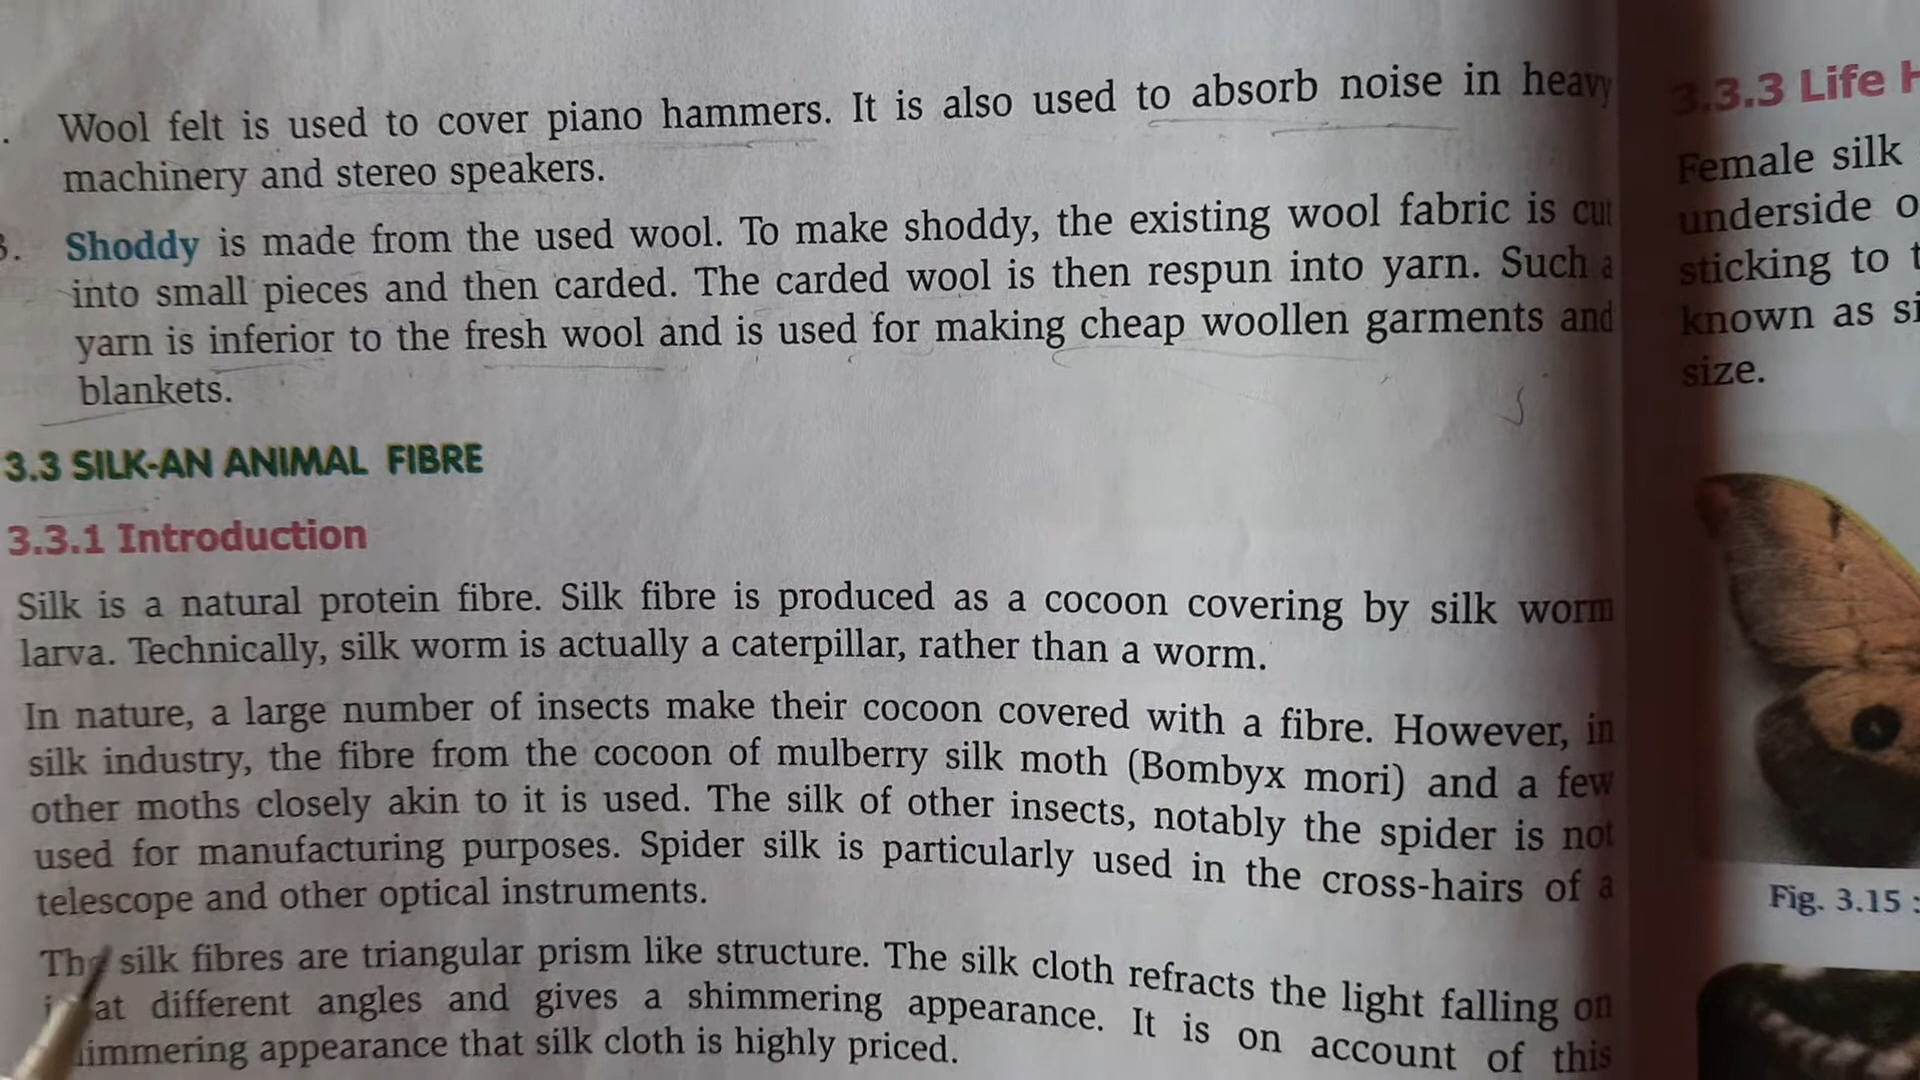 Wool felt is used to cover piano hammers. It is also used to absorb noise in heavy
machinery and stereo speakers.
3. Shoddy is made from the used wool. To make shoddy, the existing wool fabric is cut
into small pieces and then carded. The carded wool is then respun into yarn. Such a
yarn is inferior to the fresh wool and is used for making cheap woollen garments and
blankets.
3.3 SILK-AN ANIMAL FIBRE
3.3.1 Introduction
Silk is a natural protein fibre. Silk fibre is produced as a cocoon covering by silk worm
larva. Technically, silk worm is actually a caterpillar, rather than a worm.
In nature, a large number of insects make their cocoon covered with a fibre. However, in
silk industry, the fibre from the cocoon of mulberry silk moth (Bombyx mori) and a few
other moths closely akin to it is used. The silk of other insects, notably the spider is not
used for manufacturing purposes. Spider silk is particularly used in the cross-hairs of a
telescope and other optical instruments.
The silk fibres are triangular prism like structure. The silk cloth refracts the light falling on
at different angles and gives a shimmering appearance. It is on account of this
appearance that silk cloth is highly priced.
3.3.3 Life
Female silk
underside
sticking to
known as
size.
Fig. 3.15 :